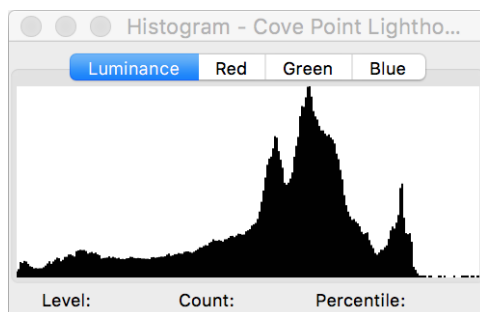 Histogram - Cove Point Lightho...
Luminance Red Green Blue
Level: Count: Percentile: